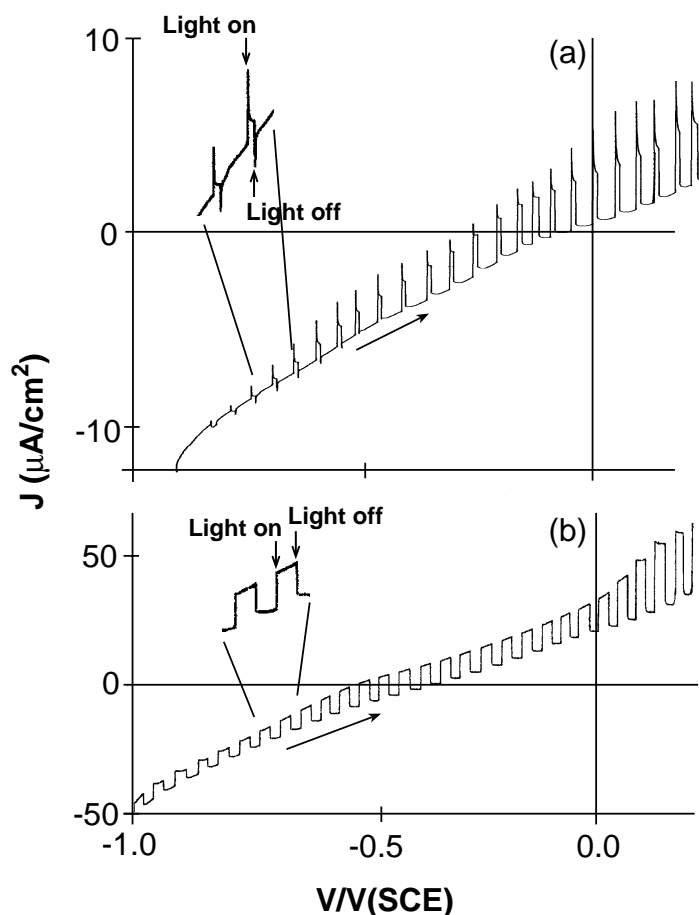 10
Light on
(a)
Light off
0
-10
J (μA/cm²)
Light on
Light off
(b)
50
0
-50
-1.0
-0.5
0.0
V/V(SCE)